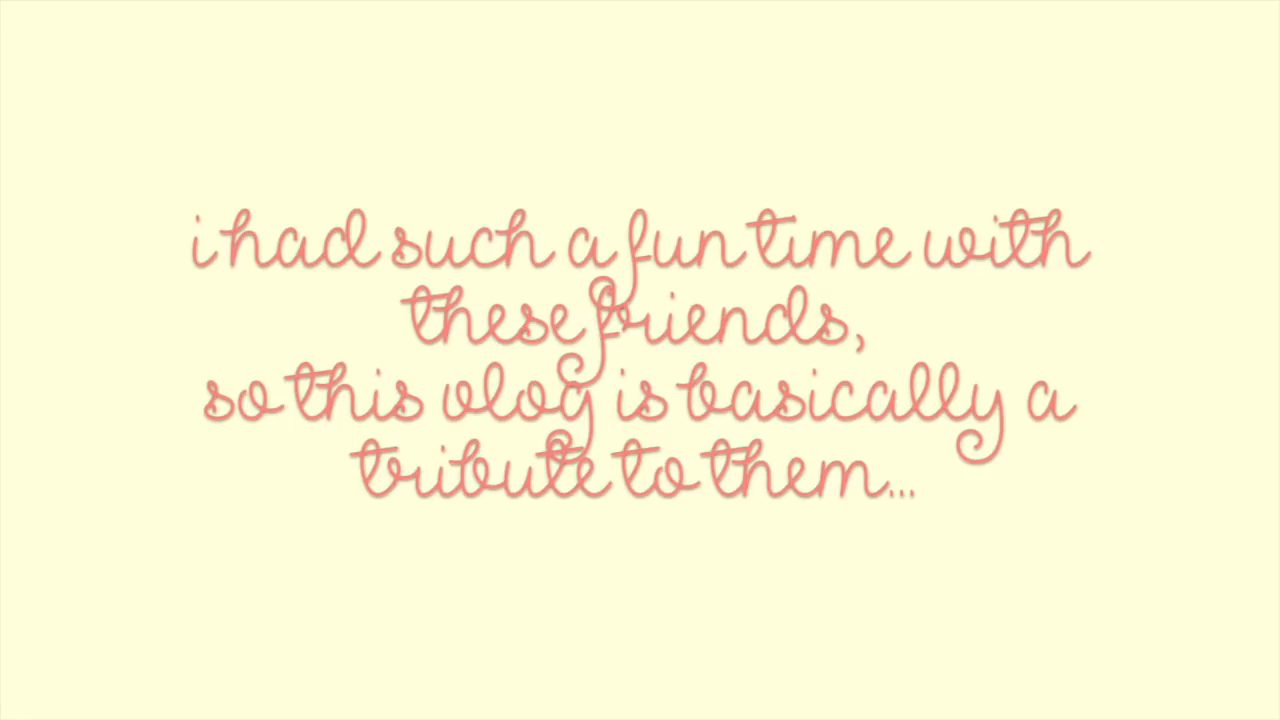 i had such a fun time with
these friends,
so this vlog is basically a
tribute to them...